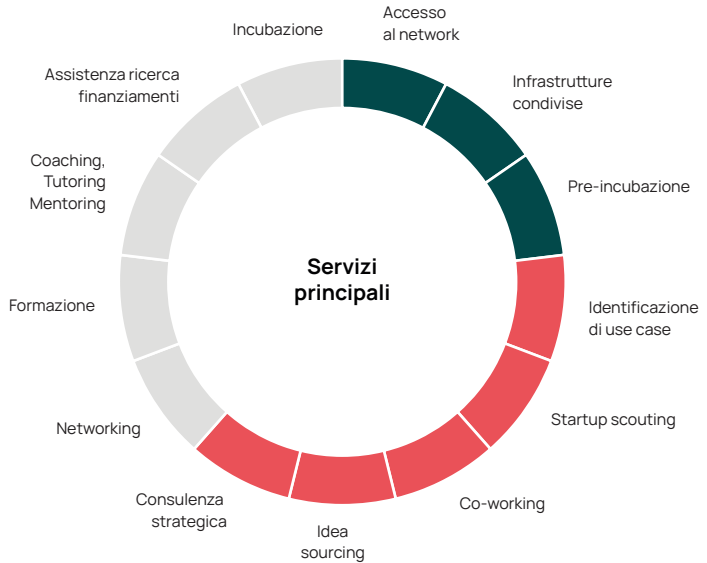 Servizi
principali
Accesso
al network
Infrastrutture
condivise
Pre-incubazione
Identificazione
di use case
Startup scouting
Co-working
Idea
sourcing
Consulenza
strategica
Networking
Formazione
Coaching,
Tutoring
Mentoring
Assistenza ricerca
finanziamenti
Incubazione